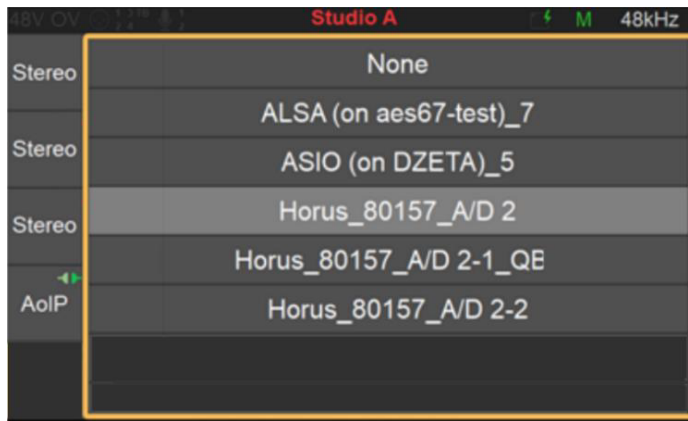 48V OV Studio A M 48kHz
Stereo
Stereo
Stereo
AoIP
None
ALSA (on aes67-test)_7
ASIO (on DZETA)_5
Horus_80157_A/D 2
Horus_80157_A/D 2-1_QB
Horus_80157_A/D 2-2